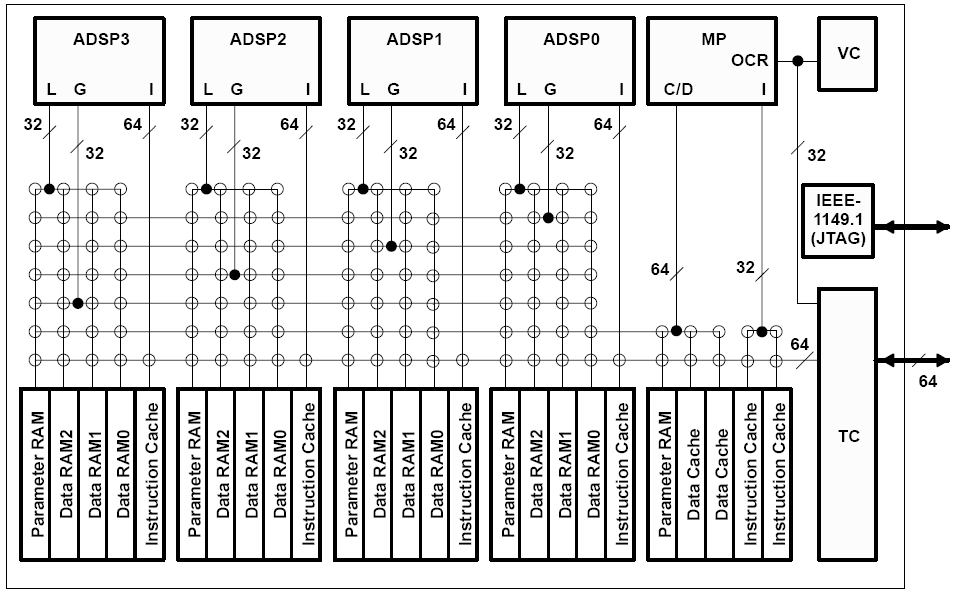 ADSP3 ADSP2 ADSP1 ADSP0 MP VC
OCR
L G I L G I L G I L G I C/D I
32 64 32 64 32 64 32 64
32 32 32 32 32
IEEE-
1149.1
(JTAG)
64 32
64
64
TC
Parameter RAM
Data RAM2
Data RAM1
Data RAM0
Instruction Cache
Parameter RAM
Data RAM2
Data RAM1
Data RAM0
Instruction Cache
Parameter RAM
Data RAM2
Data RAM1
Data RAM0
Instruction Cache
Parameter RAM
Data RAM2
Data RAM1
Data RAM0
Instruction Cache
Parameter RAM
Data Cache
Data Cache
Instruction Cache
Instruction Cache